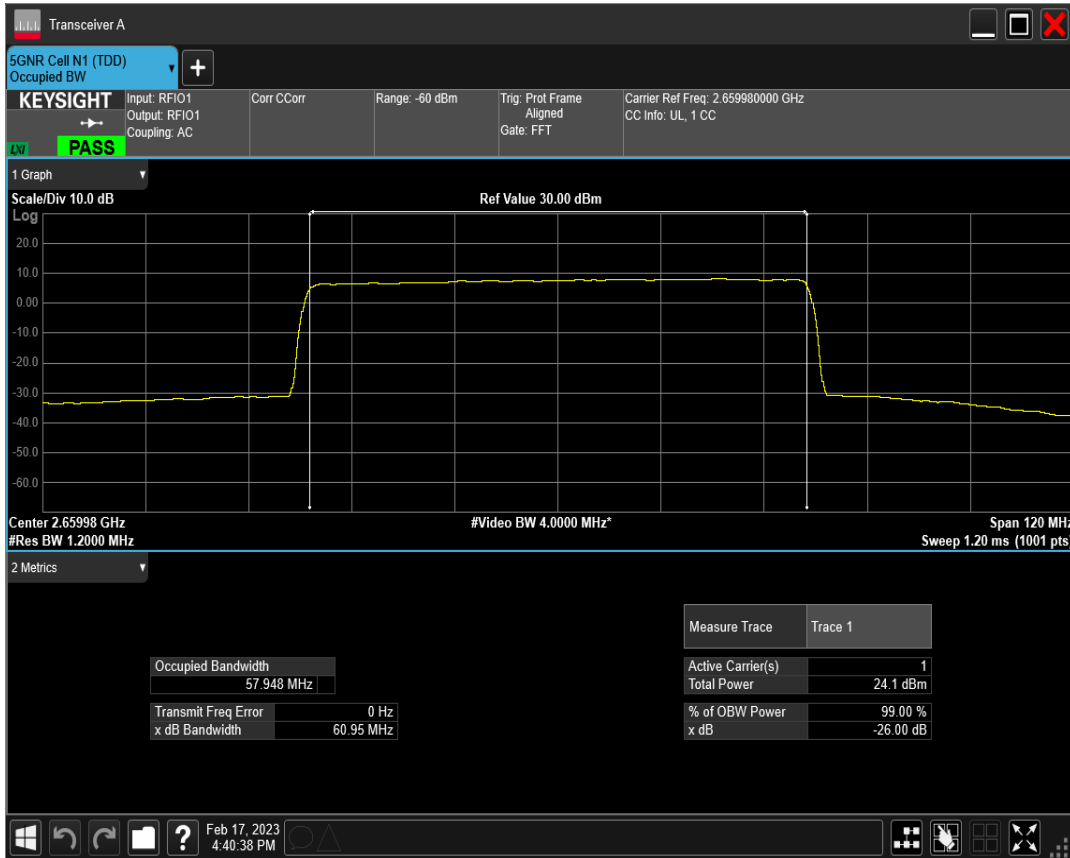 Transceiver A
5GNR Cell N1 (TDD)
Occupied BW
+
KEYSIGHT
LXI
PASS
Input: RFIO1
Output: RFIO1
Coupling: AC
Corr CCorr
Range: -60 dBm
Trig: Prot Frame
Aligned
Gate: FFT
Carrier Ref Freq: 2.659980000 GHz
CC Info: UL, 1 CC
1 Graph
Scale/Div 10.0 dB
Ref Value 30.00 dBm
Log
20.0
10.0
0.00
-10.0
-20.0
-30.0
-40.0
-50.0
-60.0
Center 2.65998 GHz
#Video BW 4.0000 MHz*
Span 120 MHz
#Res BW 1.2000 MHz
Sweep 1.20 ms (1001 pts)
2 Metrics
Measure Trace Trace 1
Occupied Bandwidth
57.948 MHz
Transmit Freq Error 0 Hz
x dB Bandwidth 60.95 MHz
Active Carrier(s) 1
Total Power 24.1 dBm
% of OBW Power 99.00 %
x dB -26.00 dB
?
Feb 17, 2023
4:40:38 PM